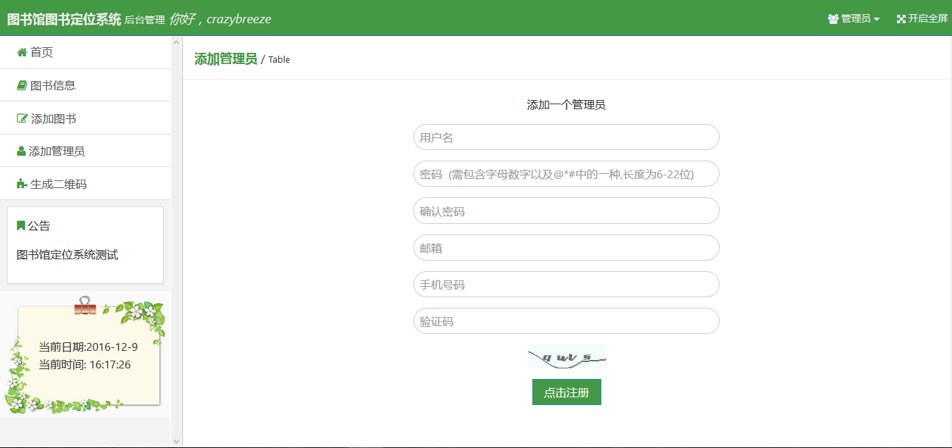 图书馆图书定位系统 后台管理 你好，crazybreeze
管理员
开启全屏
首页
图书信息
添加图书
添加管理员
生成二维码
公告
图书馆定位系统测试
当前日期:2016-12-9
当前时间: 16:17:26
添加管理员 / Table
添加一个管理员
用户名
密码 (需包含字母数字以及@*#中的一种,长度为6-22位)
确认密码
邮箱
手机号码
验证码
q wv s
点击注册